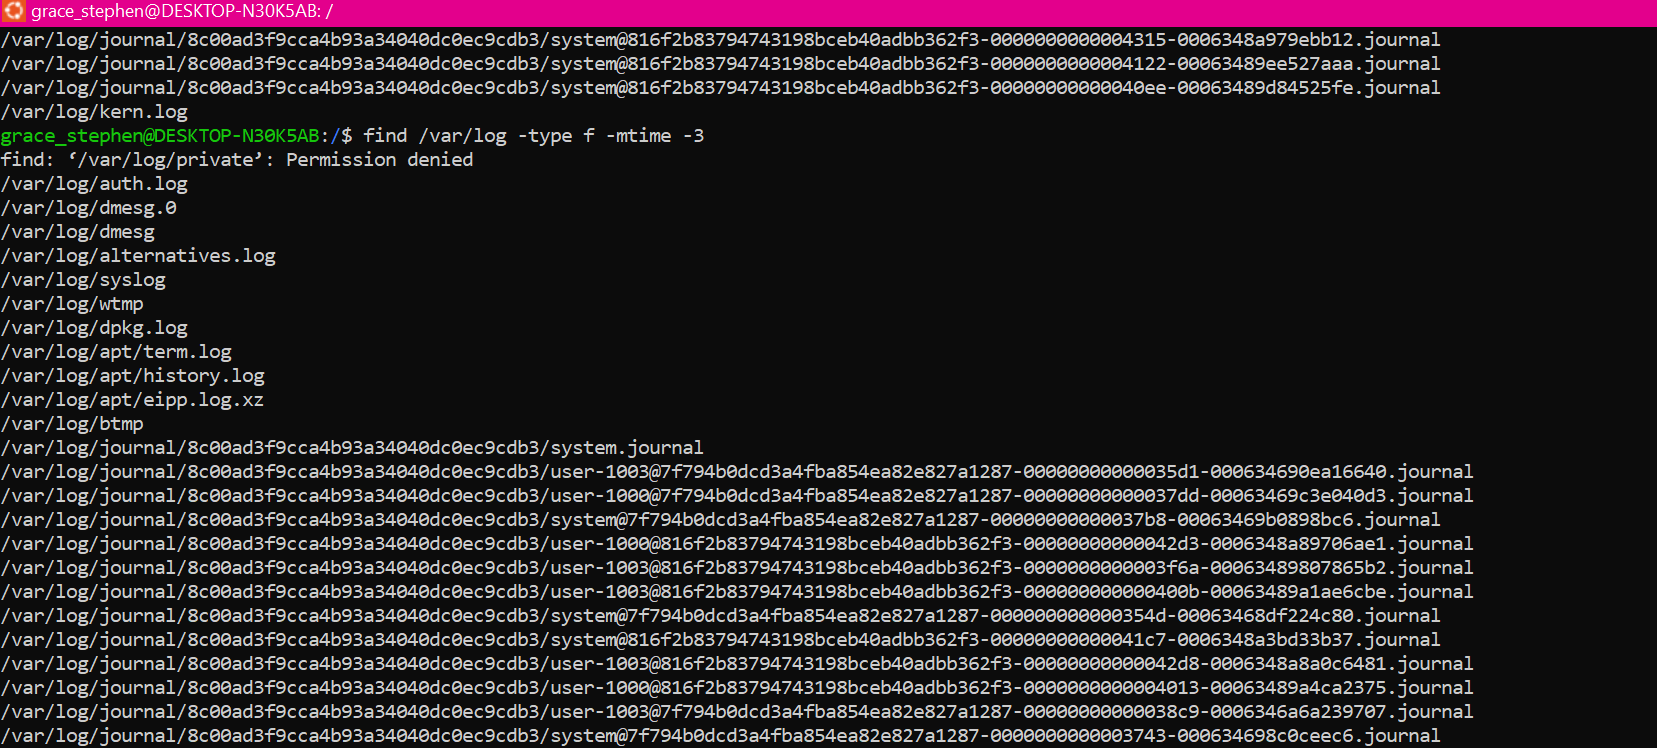 grace_stephen@DESKTOP-N30K5AB: /
/var/log/journal/8c00ad3f9cca4b93a34040dc0ec9cdb3/system@816f2b83794743198bceb40adbb362f3-0000000000004315-0006348a979ebb12.journal
/var/log/journal/8c00ad3f9cca4b93a34040dc0ec9cdb3/system@816f2b83794743198bceb40adbb362f3-0000000000004122-00063489ee527aaa.journal
/var/log/journal/8c00ad3f9cca4b93a34040dc0ec9cdb3/system@816f2b83794743198bceb40adbb362f3-00000000000040ee-00063489d84525fe.journal
/var/log/kern.log
grace_stephen@DESKTOP-N30K5AB:/$ find /var/log -type f -mtime -3
find: ‘/var/log/private’: Permission denied
/var/log/auth.log
/var/log/dmesg.0
/var/log/dmesg
/var/log/alternatives.log
/var/log/syslog
/var/log/wtmp
/var/log/dpkg.log
/var/log/apt/term.log
/var/log/apt/history.log
/var/log/apt/eipp.log.xz
/var/log/btmp
/var/log/journal/8c00ad3f9cca4b93a34040dc0ec9cdb3/system.journal
/var/log/journal/8c00ad3f9cca4b93a34040dc0ec9cdb3/user-1003@7f794b0dcd3a4fba854ea82e827a1287-00000000000035d1-000634690ea16640.journal
/var/log/journal/8c00ad3f9cca4b93a34040dc0ec9cdb3/user-1000@7f794b0dcd3a4fba854ea82e827a1287-00000000000037dd-00063469c3e040d3.journal
/var/log/journal/8c00ad3f9cca4b93a34040dc0ec9cdb3/system@7f794b0dcd3a4fba854ea82e827a1287-00000000000037b8-00063469b0898bc6.journal
/var/log/journal/8c00ad3f9cca4b93a34040dc0ec9cdb3/user-1000@816f2b83794743198bceb40adbb362f3-00000000000042d3-0006348a89706ae1.journal
/var/log/journal/8c00ad3f9cca4b93a34040dc0ec9cdb3/user-1003@816f2b83794743198bceb40adbb362f3-0000000000003f6a-00063489807865b2.journal
/var/log/journal/8c00ad3f9cca4b93a34040dc0ec9cdb3/user-1003@816f2b83794743198bceb40adbb362f3-000000000000400b-00063489a1ae6cbe.journal
/var/log/journal/8c00ad3f9cca4b93a34040dc0ec9cdb3/system@7f794b0dcd3a4fba854ea82e827a1287-000000000000354d-00063468df224c80.journal
/var/log/journal/8c00ad3f9cca4b93a34040dc0ec9cdb3/system@816f2b83794743198bceb40adbb362f3-00000000000041c7-0006348a3bd33b37.journal
/var/log/journal/8c00ad3f9cca4b93a34040dc0ec9cdb3/user-1003@816f2b83794743198bceb40adbb362f3-00000000000042d8-0006348a8a0c6481.journal
/var/log/journal/8c00ad3f9cca4b93a34040dc0ec9cdb3/user-1000@816f2b83794743198bceb40adbb362f3-0000000000004013-00063489a4ca2375.journal
/var/log/journal/8c00ad3f9cca4b93a34040dc0ec9cdb3/user-1003@7f794b0dcd3a4fba854ea82e827a1287-00000000000038c9-0006346a6a239707.journal
/var/log/journal/8c00ad3f9cca4b93a34040dc0ec9cdb3/system@7f794b0dcd3a4fba854ea82e827a1287-0000000000003743-000634698c0ceec6.journal